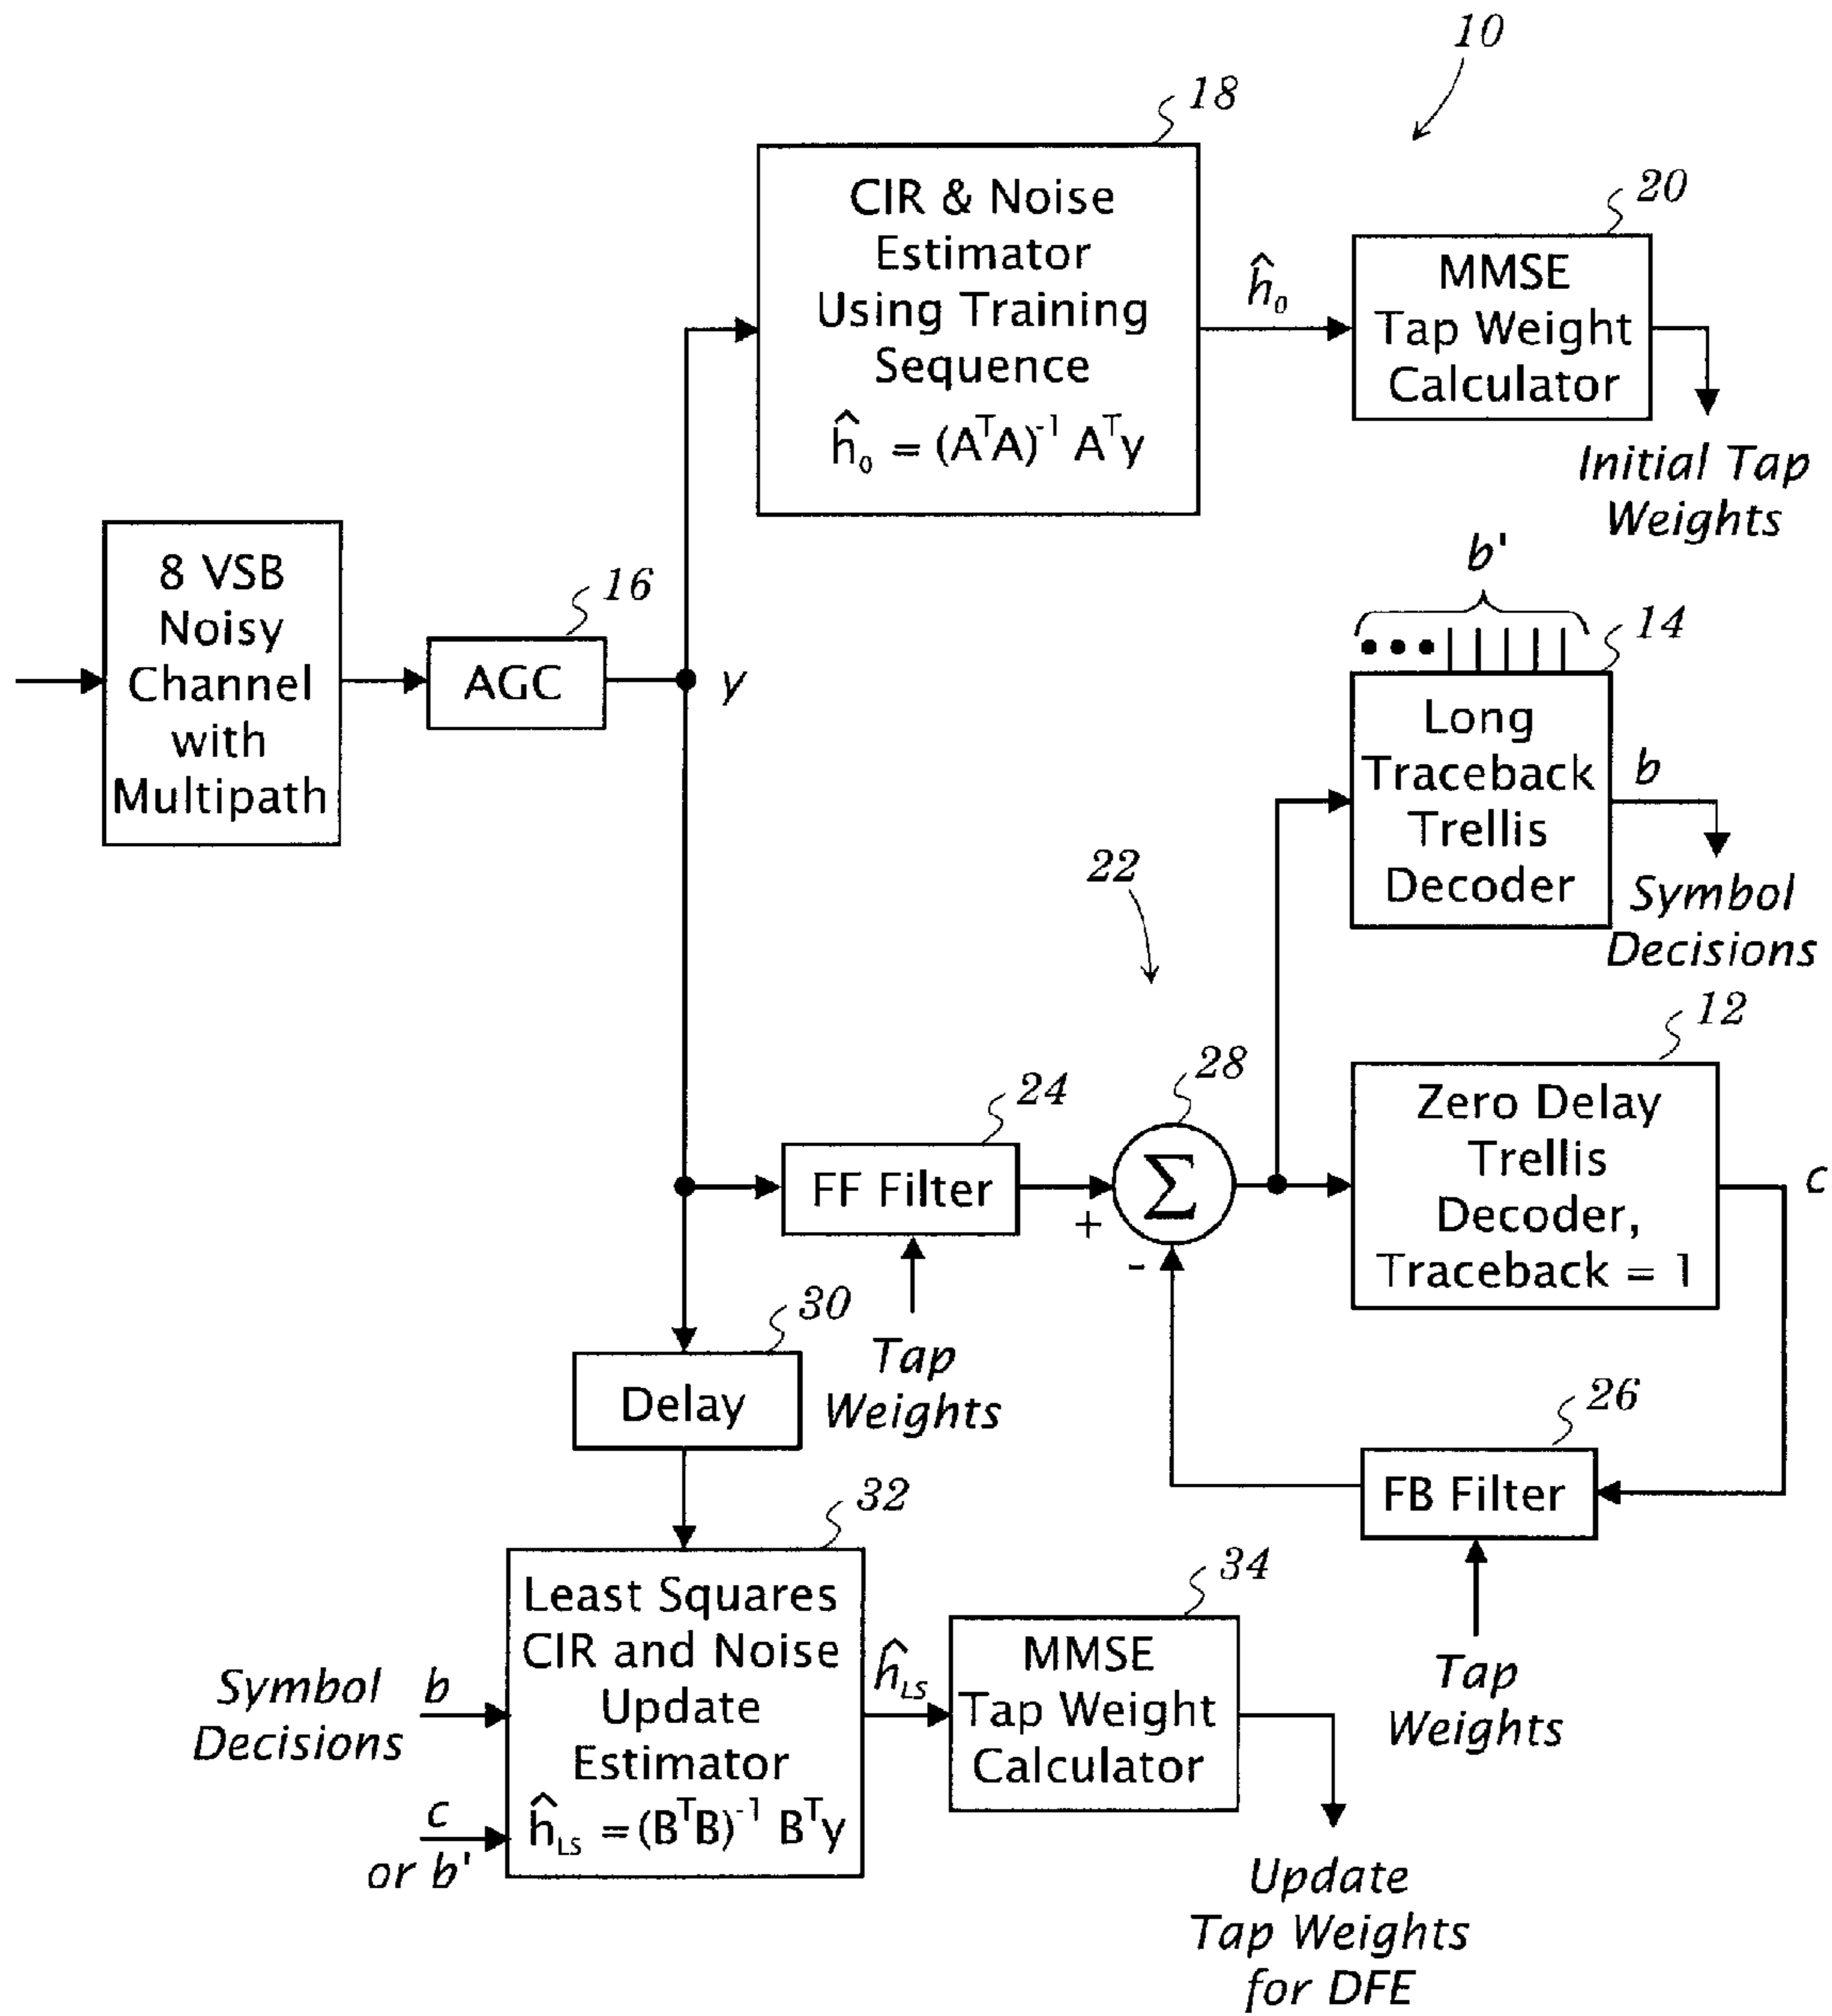 10
18
CIR & Noise
Estimator
Using Training
Sequence
ĥ₀ = (AᵀA)⁻¹ Aᵀy
ĥ₀
20
MMSE
Tap Weight
Calculator
Initial Tap
Weights
8 VSB
Noisy
Channel
with
Multipath
16
AGC
y
b'
14
Long
Traceback
Trellis
Decoder
b
Symbol
Decisions
22
12
Zero Delay
Trellis
Decoder,
Traceback = 1
c
28
Σ
+
-
24
FF Filter
Tap
Weights
30
Delay
26
FB Filter
Tap
Weights
32
Least Squares
CIR and Noise
Update
Estimator
ĥLS = (BᵀB)⁻¹ Bᵀy
Symbol
Decisions
b
c
or b'
ĥLS
34
MMSE
Tap Weight
Calculator
Update
Tap Weights
for DFE